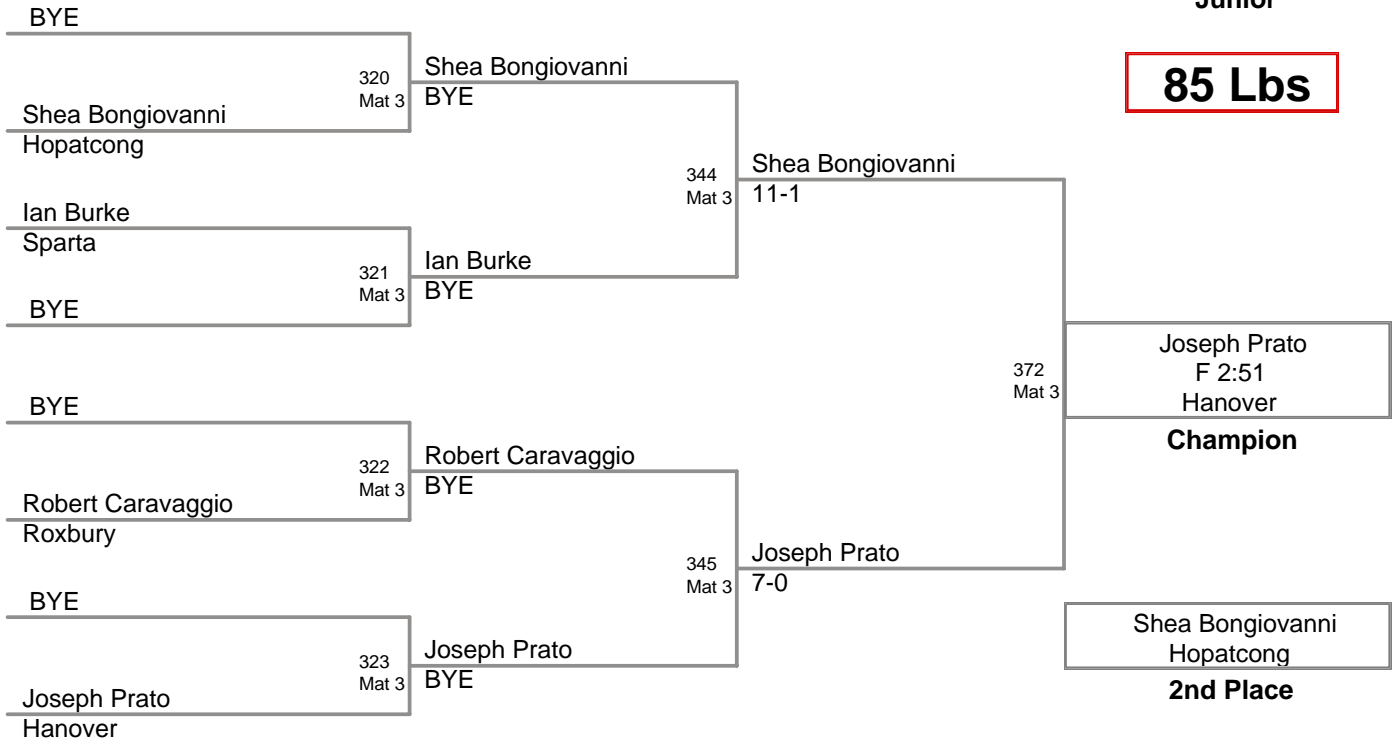 Junior
85 Lbs
BYE
320
Mat 3
Shea Bongiovanni
Hopatcong
Shea Bongiovanni
BYE
Ian Burke
Sparta
321
Mat 3
BYE
Ian Burke
BYE
344
Mat 3
Shea Bongiovanni
11-1
BYE
322
Mat 3
Robert Caravaggio
Roxbury
Robert Caravaggio
BYE
BYE
323
Mat 3
Joseph Prato
Hanover
Joseph Prato
BYE
345
Mat 3
Joseph Prato
7-0
372
Mat 3
Joseph Prato
F 2:51
Hanover
Champion
Shea Bongiovanni
Hopatcong
2nd Place